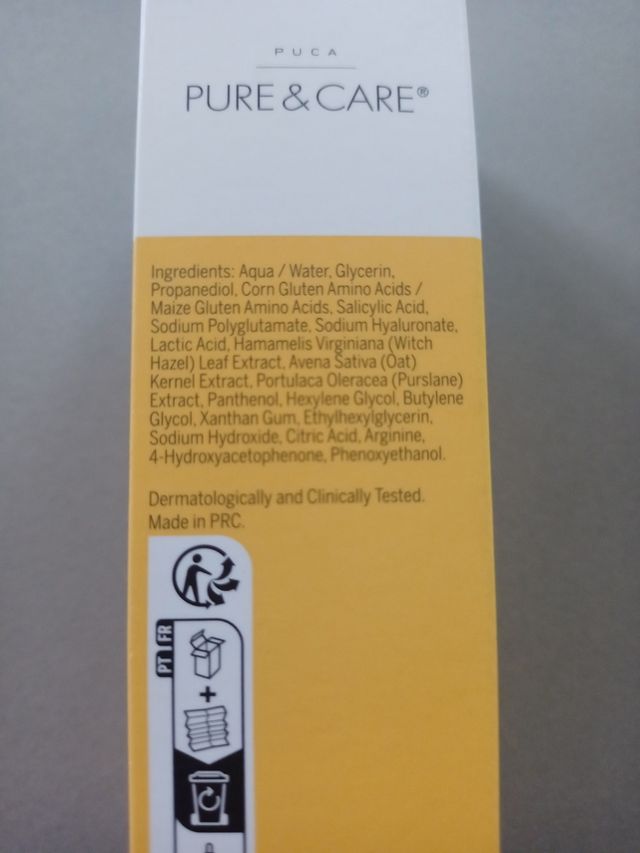 PUCA
PURE & CARE®
Ingredients: Aqua / Water, Glycerin,
Propanediol, Corn Gluten Amino Acids /
Maize Gluten Amino Acids, Salicylic Acid,
Sodium Polyglutamate, Sodium Hyaluronate,
Lactic Acid, Hamamelis Virginiana (Witch
Hazel) Leaf Extract, Avena Sativa (Oat)
Kernel Extract, Portulaca Oleracea (Purslane)
Extract, Panthenol, Hexylene Glycol, Butylene
Glycol, Xanthan Gum, Ethylhexylglycerin,
Sodium Hydroxide, Citric Acid, Arginine,
4-Hydroxyacetophenone, Phenoxyethanol.
Dermatologically and Clinically Tested.
Made in PRC.
PT | FR
+